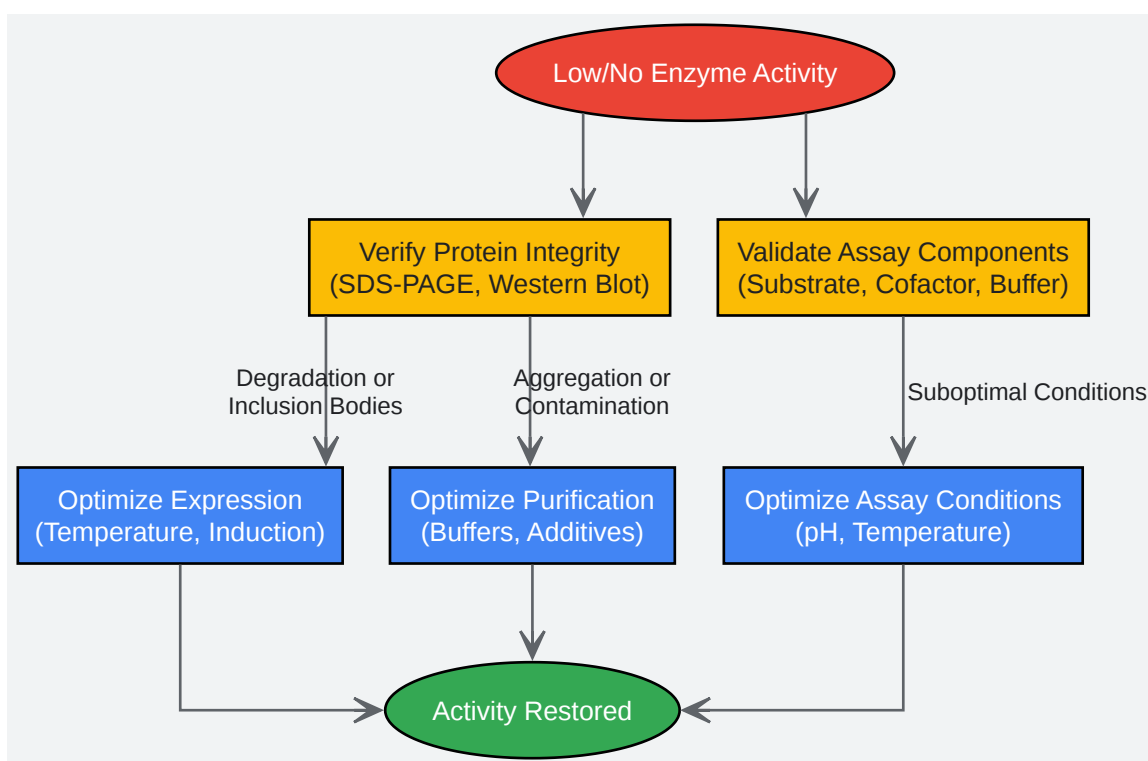 Low/No Enzyme Activity
Verify Protein Integrity
(SDS-PAGE, Western Blot)
Validate Assay Components
(Substrate, Cofactor, Buffer)
Degradation or
Inclusion Bodies
Aggregation or
Contamination
Suboptimal Conditions
Optimize Expression
(Temperature, Induction)
Optimize Purification
(Buffers, Additives)
Optimize Assay Conditions
(pH, Temperature)
Activity Restored